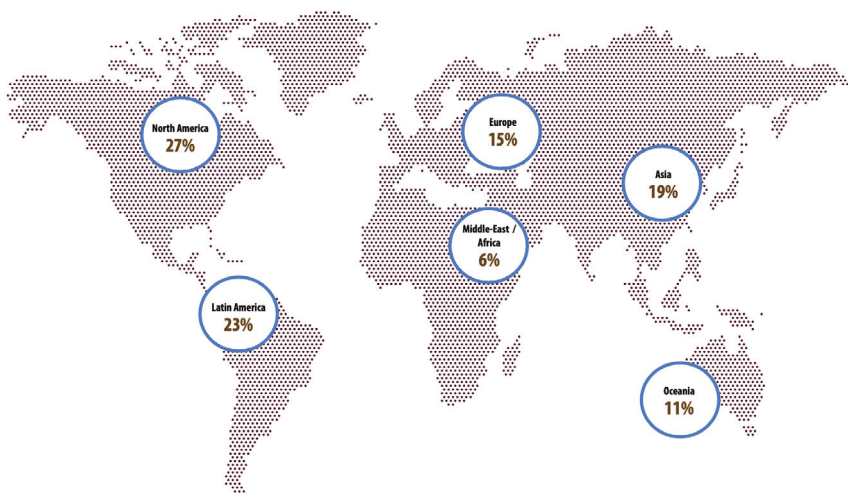 North America
27%
Europe
15%
Asia
19%
Middle-East /
Africa
6%
Latin America
23%
Oceania
11%